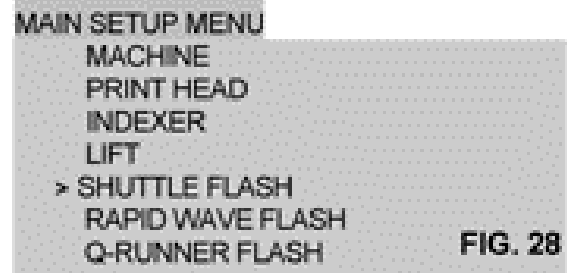 MAIN SETUP MENU
MACHINE
PRINT HEAD
INDEXER
LIFT
> SHUTTLE FLASH
RAPID WAVE FLASH
Q-RUNNER FLASH
FIG. 28